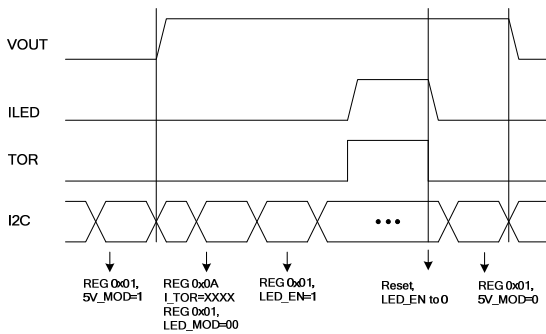 VOUT
ILED
TOR
I2C
REG 0x01,
5V_MOD=1
REG 0x0A
I_TOR=XXXX
REG 0x01,
LED_MOD=00
REG 0x01,
LED_EN=1
Reset,
LED_EN to 0
REG 0x01,
5V_MOD=0